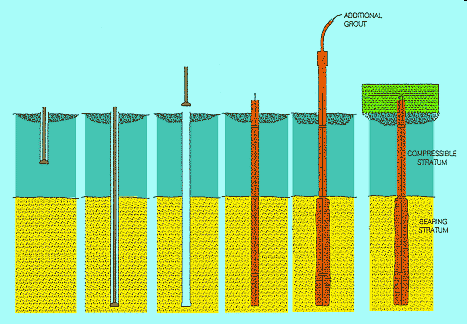 ADDITIONAL
GROUT
COMPRESSIBLE
STRATUM
BEARING
STRATUM